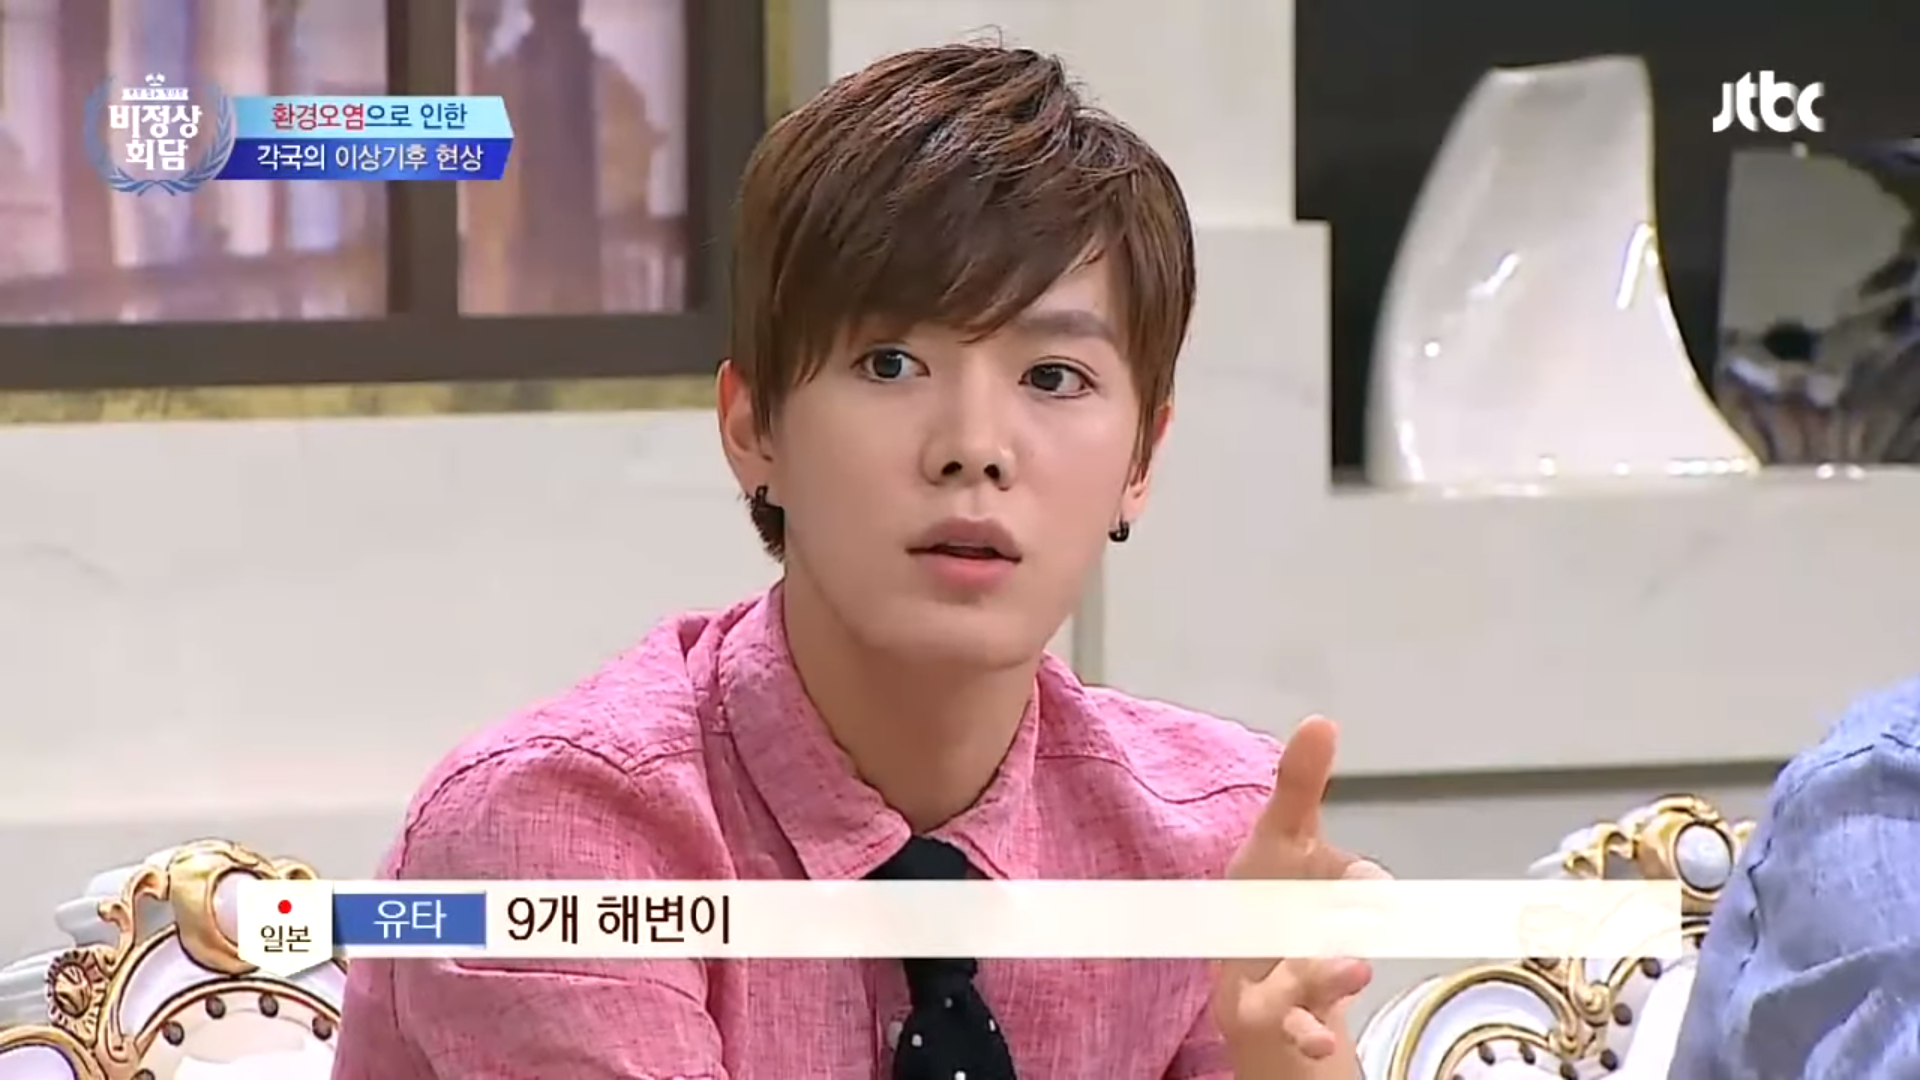 비정상
회담
환경오염으로 인한
각국의 이상기후 현상
jtbc
일본
유타
9개 해변이